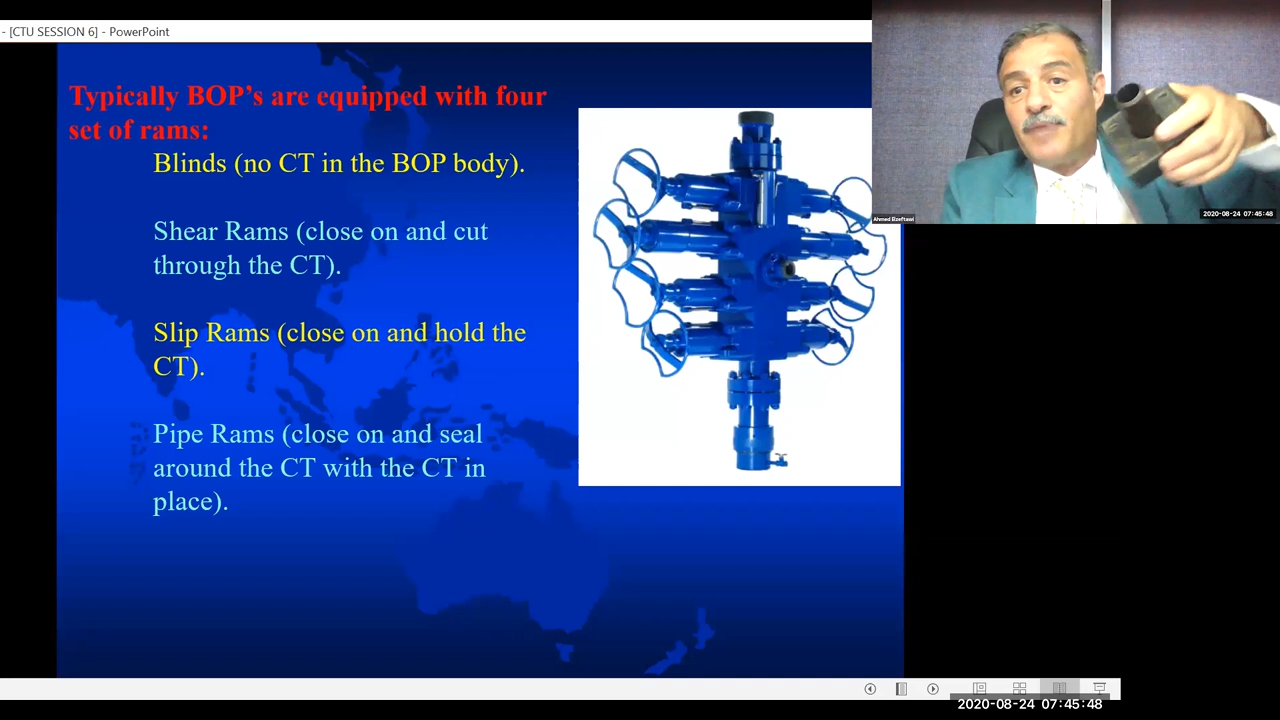 - [CTU SESSION 6] - PowerPoint
Typically BOP’s are equipped with four
set of rams:
Blinds (no CT in the BOP body).
Shear Rams (close on and cut
through the CT).
Slip Rams (close on and hold the
CT).
Pipe Rams (close on and seal
around the CT with the CT in
place).
Ahmed Elzeftawi
2020-08-24 07:45:48
2020-08-24 07:45:48